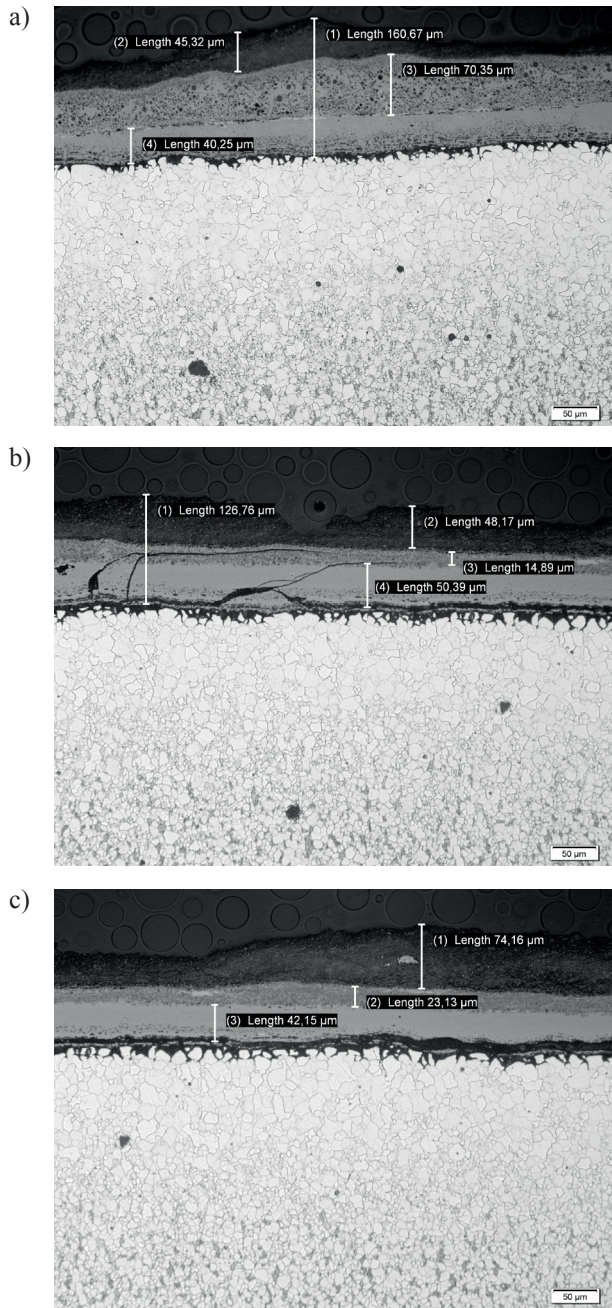 a)
(1) Length 160,67 µm
(2) Length 45,32 µm
(3) Length 70,35 µm
(4) Length 40,25 µm
50 µm
b)
(1) Length 126,76 µm
(2) Length 48,17 µm
(3) Length 14,89 µm
(4) Length 50,39 µm
50 µm
c)
(1) Length 74,16 µm
(2) Length 23,13 µm
(3) Length 42,15 µm
50 µm